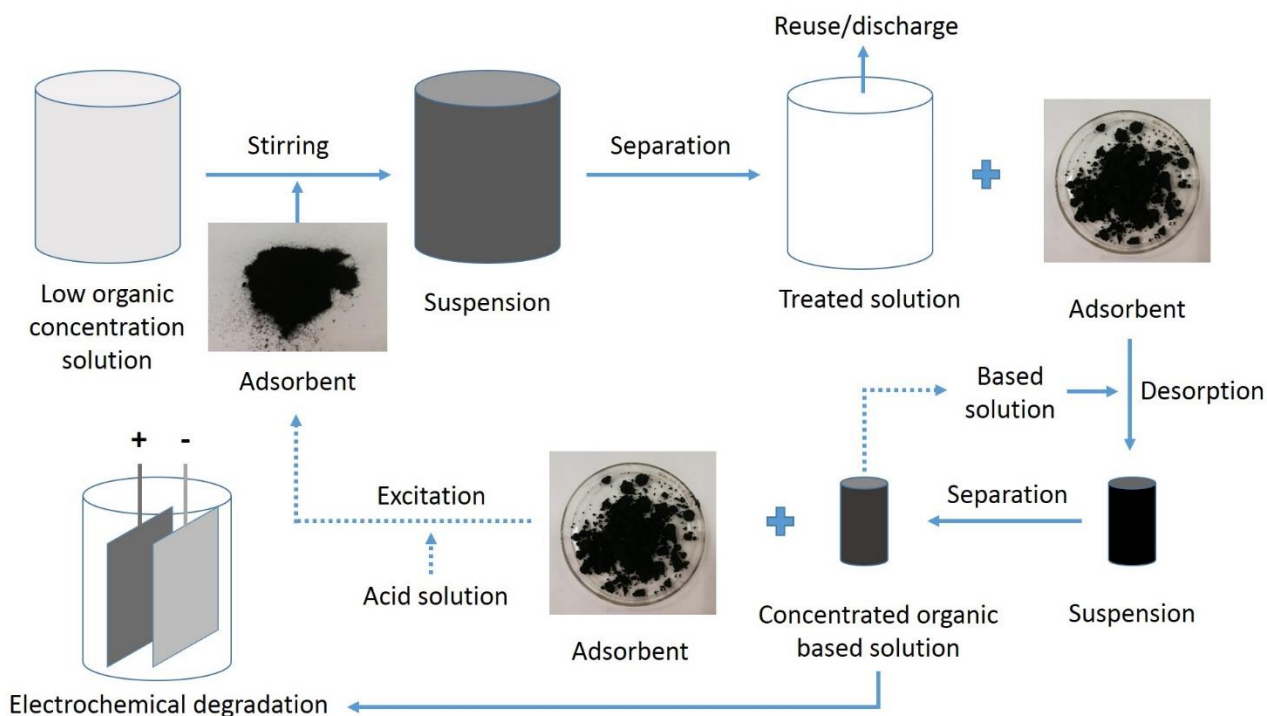 Reuse/discharge
Stirring
Separation
Low organic
concentration
solution
Adsorbent
Suspension
Treated solution
Adsorbent
Based
solution
Desorption
+ -
Excitation
Acid solution
Separation
Adsorbent
Concentrated organic
based solution
Suspension
Electrochemical degradation